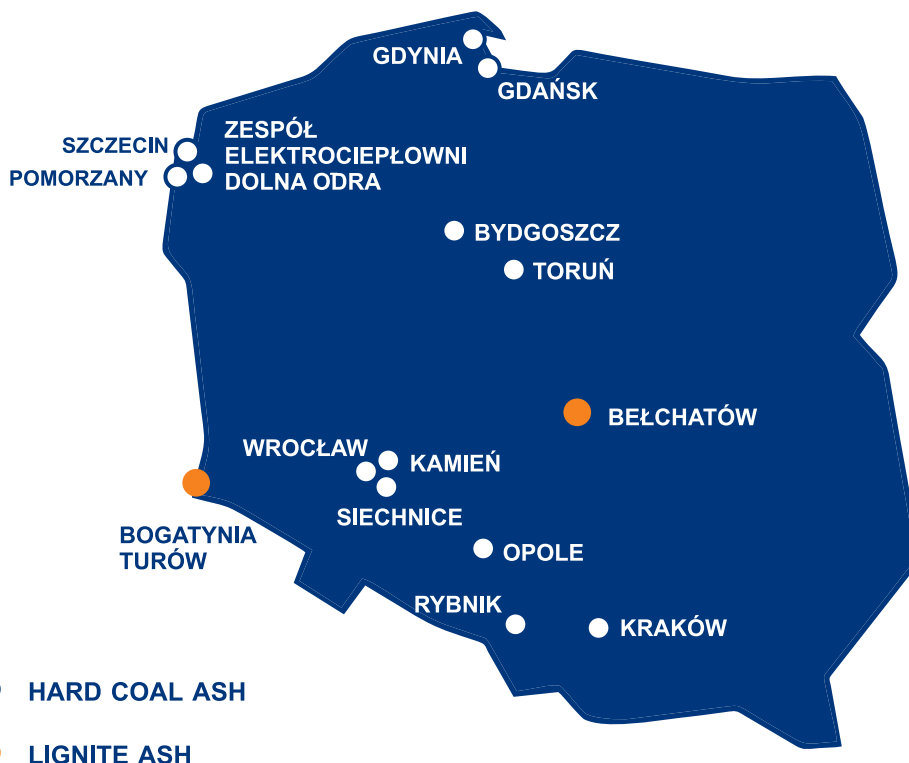 GDYNIA
GDAŃSK
SZCZECIN
POMORZANY
ZESPÓŁ
ELEKTROCIEPŁOWNI
DOLNA ODRA
BYDGOSZCZ
TORUŃ
BEŁCHATÓW
WROCŁAW
KAMIEŃ
SIECHNICE
BOGATYNIA
TURÓW
OPOLE
RYBNIK
KRAKÓW
HARD COAL ASH
LIGNITE ASH